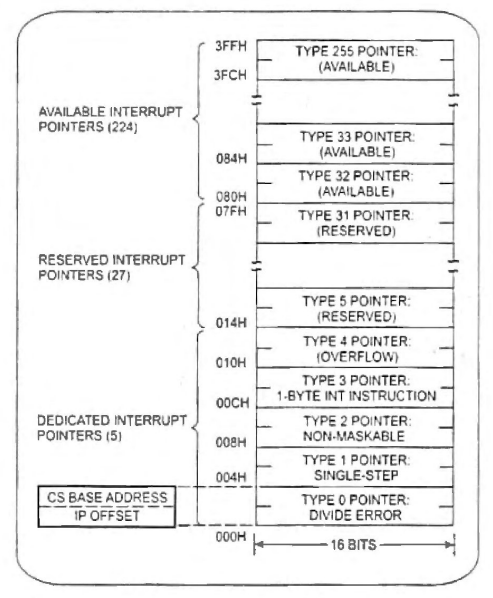 3FFH
TYPE 255 POINTER:
(AVAILABLE)
3FCH
AVAILABLE INTERRUPT
POINTERS (224)
TYPE 33 POINTER:
(AVAILABLE)
084H
TYPE 32 POINTER:
(AVAILABLE)
080H
07FH
TYPE 31 POINTER:
(RESERVED)
RESERVED INTERRUPT
POINTERS (27)
TYPE 5 POINTER:
(RESERVED)
014H
TYPE 4 POINTER:
(OVERFLOW)
010H
TYPE 3 POINTER:
1-BYTE INT INSTRUCTION
00CH
DEDICATED INTERRUPT
POINTERS (5)
TYPE 2 POINTER:
NON-MASKABLE
008H
TYPE 1 POINTER:
SINGLE-STEP
004H
CS BASE ADDRESS
IP OFFSET
TYPE 0 POINTER:
DIVIDE ERROR
000H
16 BITS